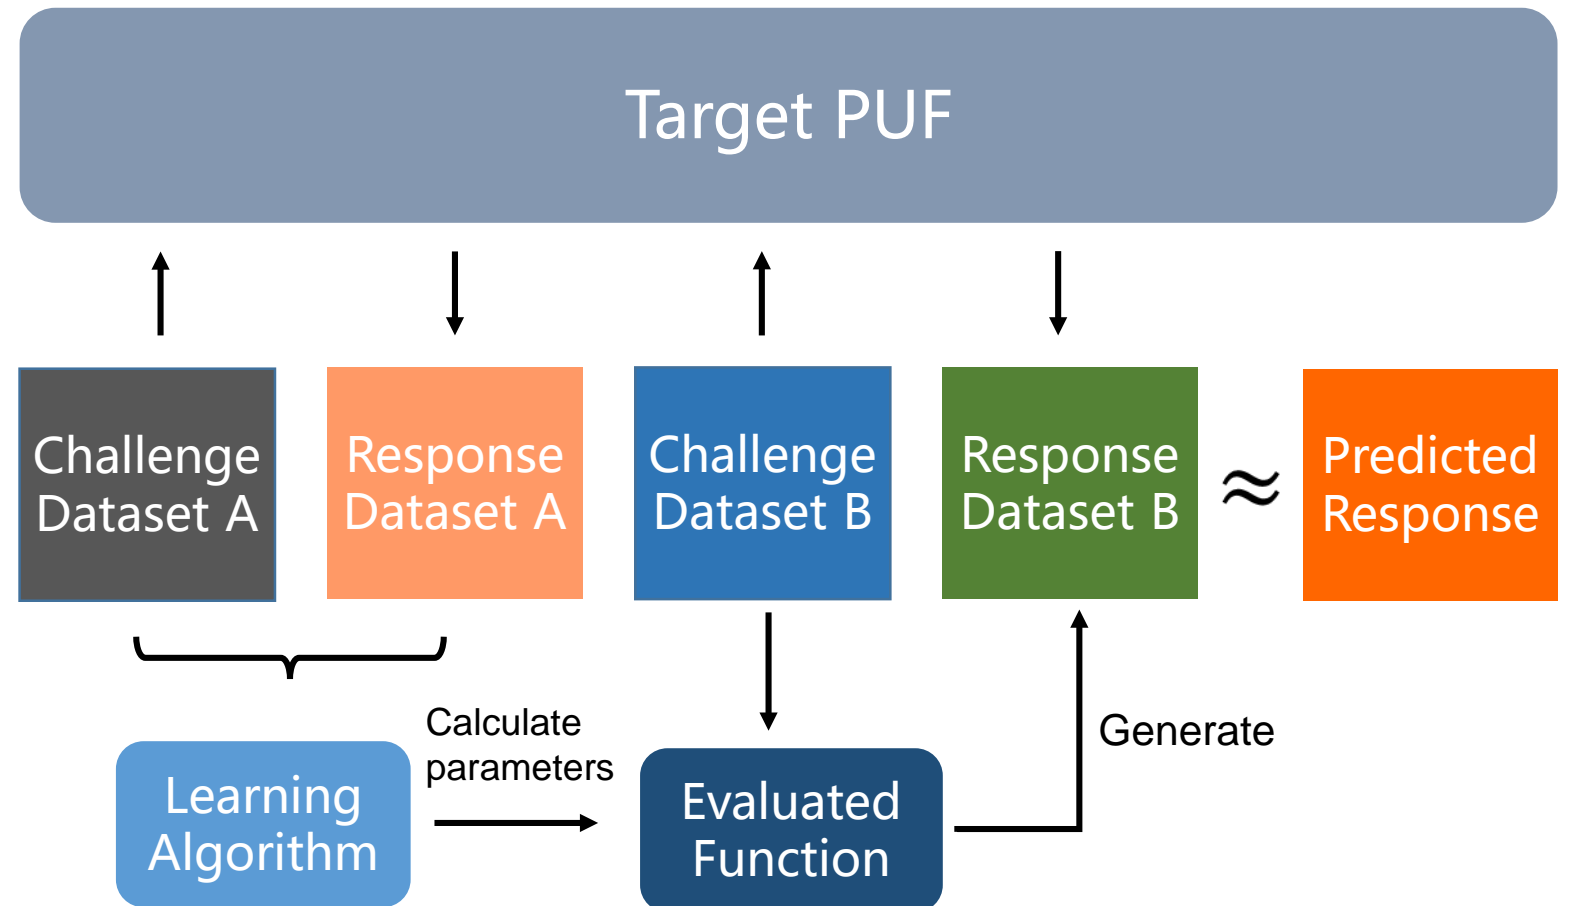 Target PUF
Challenge
Dataset A
Response
Dataset A
Challenge
Dataset B
Response
Dataset B
≈
Predicted
Response
Calculate
parameters
Generate
Learning
Algorithm
Evaluated
Function